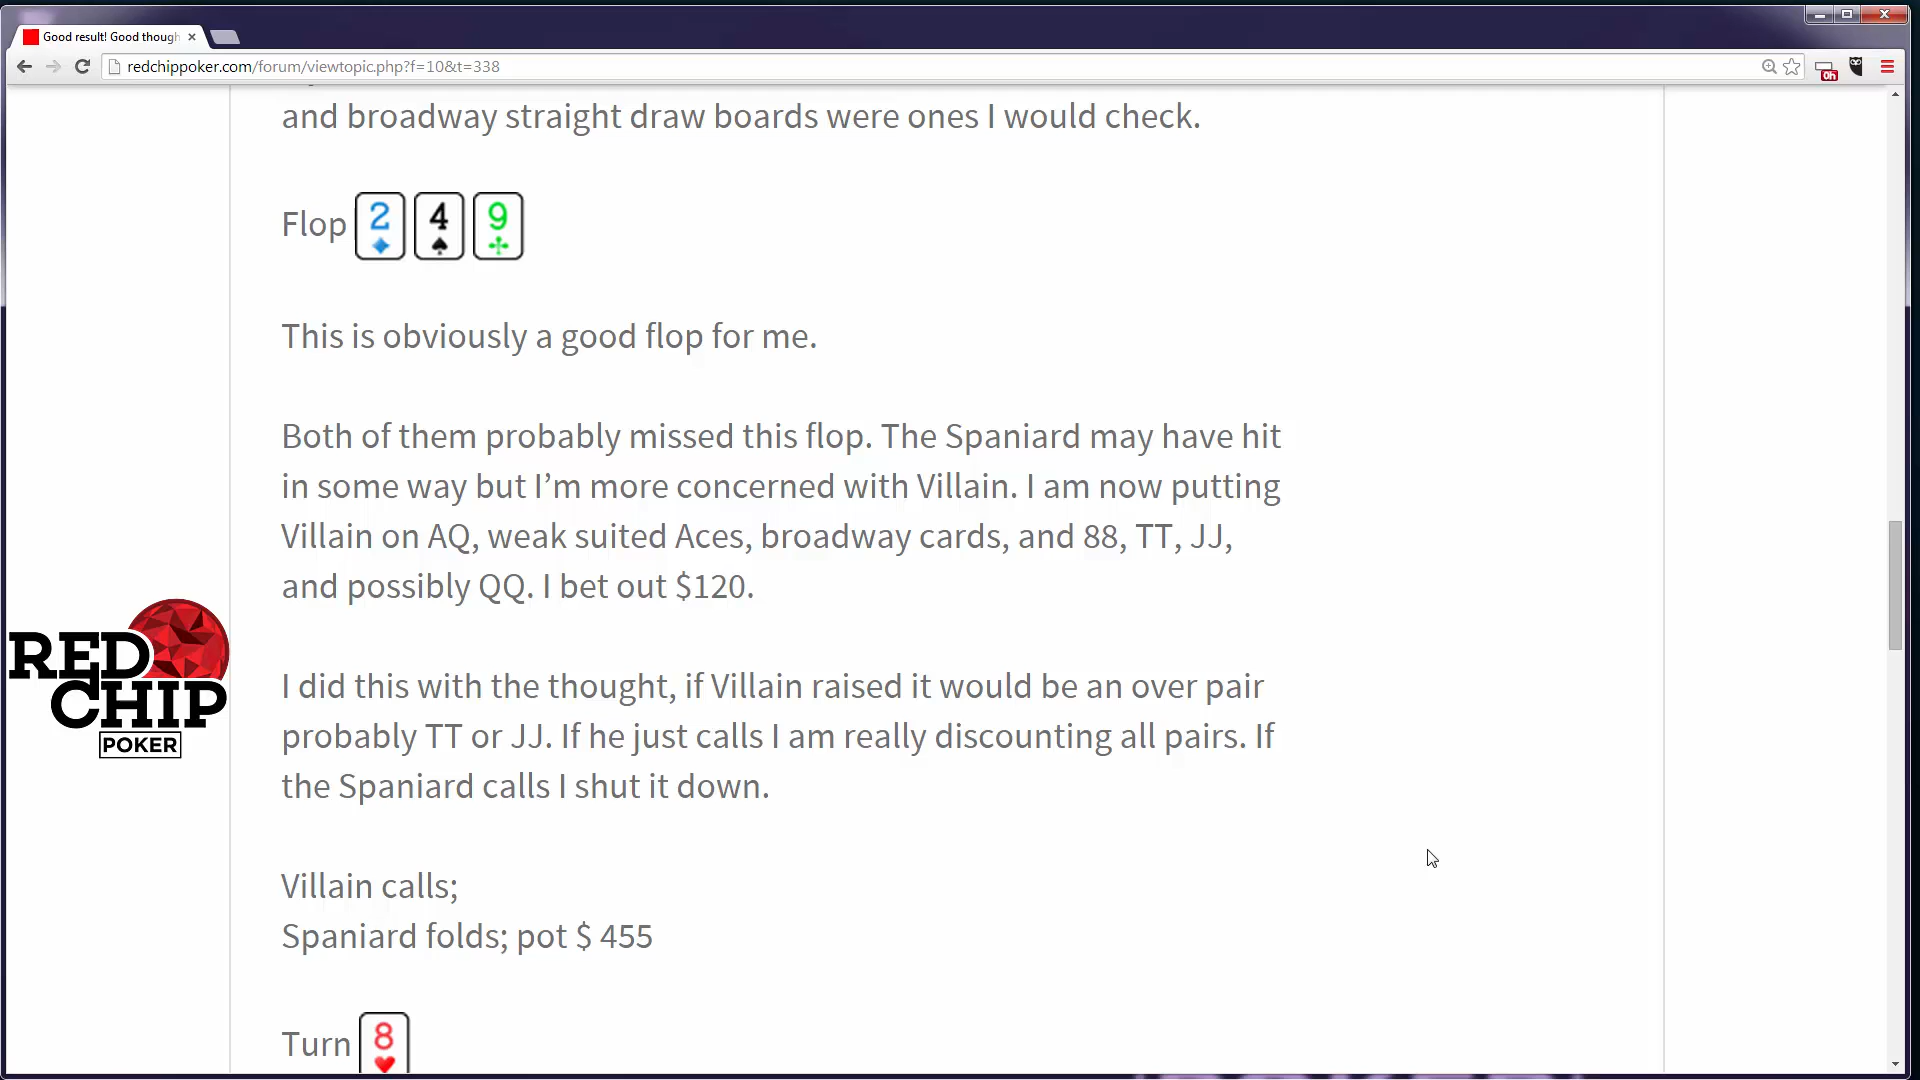 Good result! Good though
redchippoker.com/forum/viewtopic.php?f=10&t=338
0h
and broadway straight draw boards were ones I would check.
Flop 2♦ 4♠ 9♣
This is obviously a good flop for me.
Both of them probably missed this flop. The Spaniard may have hit
in some way but I’m more concerned with Villain. I am now putting
Villain on AQ, weak suited Aces, broadway cards, and 88, TT, JJ,
and possibly QQ. I bet out $120.
I did this with the thought, if Villain raised it would be an over pair
probably TT or JJ. If he just calls I am really discounting all pairs. If
the Spaniard calls I shut it down.
Villain calls;
Spaniard folds; pot $ 455
Turn 8♥
RED
CHIP
POKER